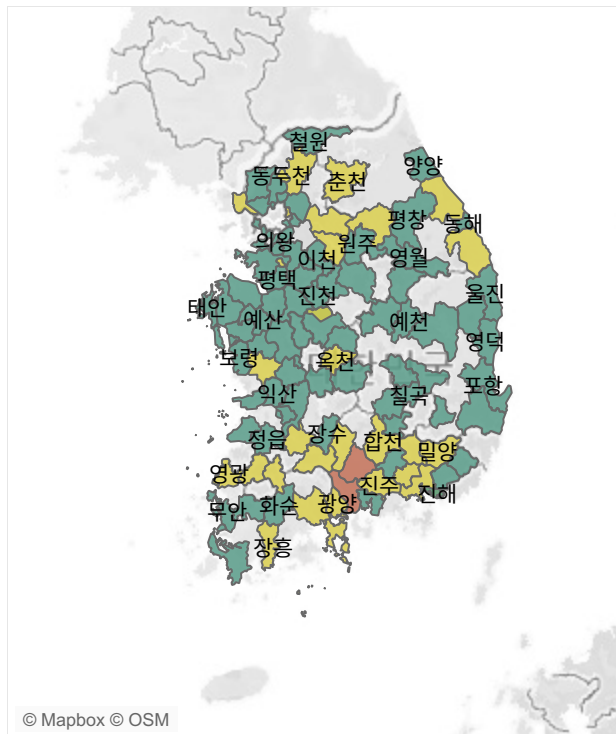 철원
양양
동두천
춘천
평창
동해
의왕
원주
이천
영월
평택
진천
울진
태안
예산
예천
영덕
보령
옥천
포항
익산
칠곡
정읍
장수
합천
밀양
영광
진주
진해
무안
화순
광양
장흥
© Mapbox © OSM